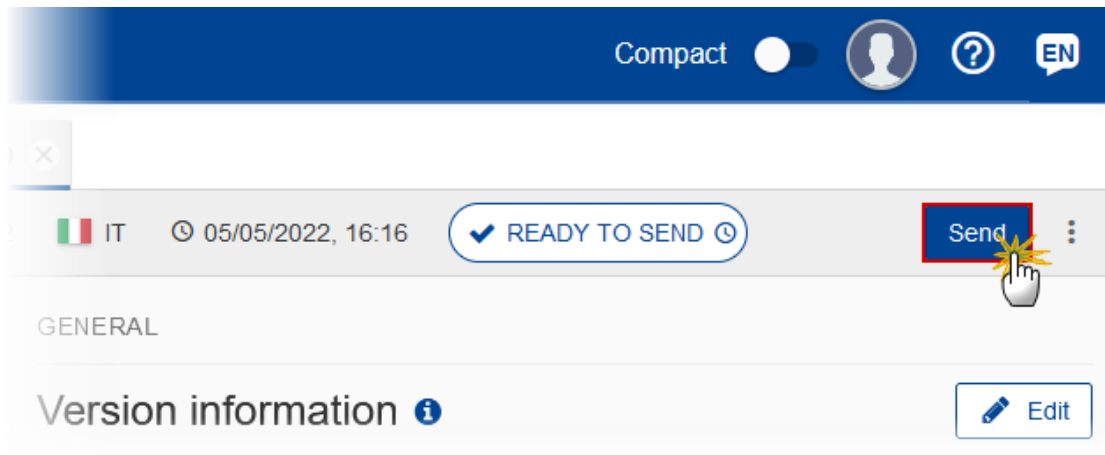 Compact EN
IT 05/05/2022, 16:16 READY TO SEND Send
GENERAL
Version information
Edit